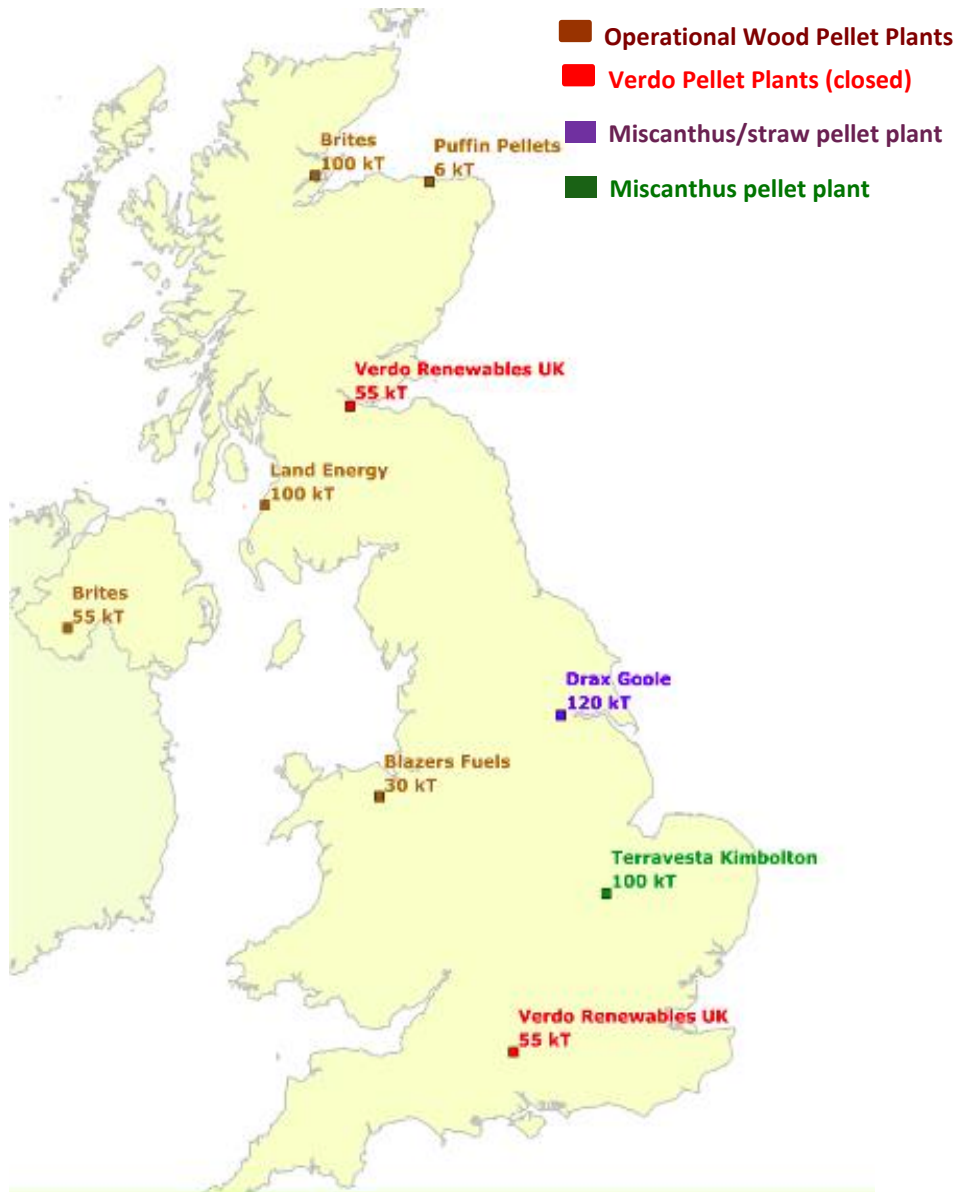 Operational Wood Pellet Plants
Verdo Pellet Plants (closed)
Miscanthus/straw pellet plant
Miscanthus pellet plant
Brites
100 kT
Puffin Pellets
6 kT
Verdo Renewables UK
55 kT
Land Energy
100 kT
Brites
55 kT
Drax Goole
120 kT
Blazers Fuels
30 kT
Terravesta Kimbolton
100 kT
Verdo Renewables UK
55 kT